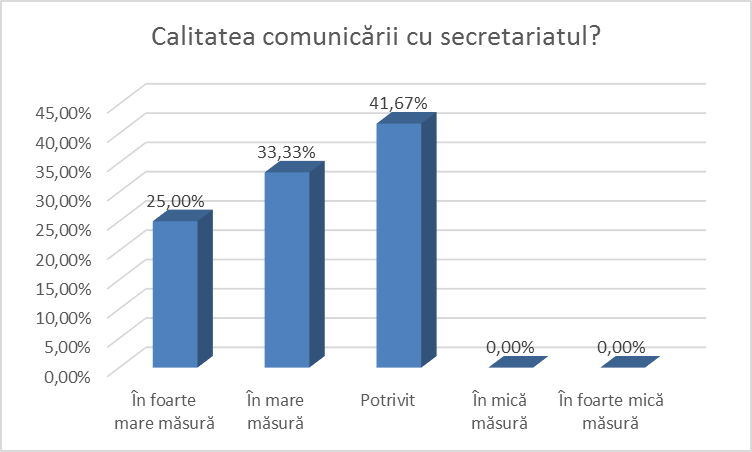 Calitatea comunicării cu secretariatul?
45,00%
40,00%
35,00%
30,00%
25,00%
20,00%
15,00%
10,00%
5,00%
0,00%
25,00%
33,33%
41,67%
0,00%
0,00%
În foarte
mare măsură
În mare
măsură
Potrivit
În mică
măsură
În foarte mică
măsură